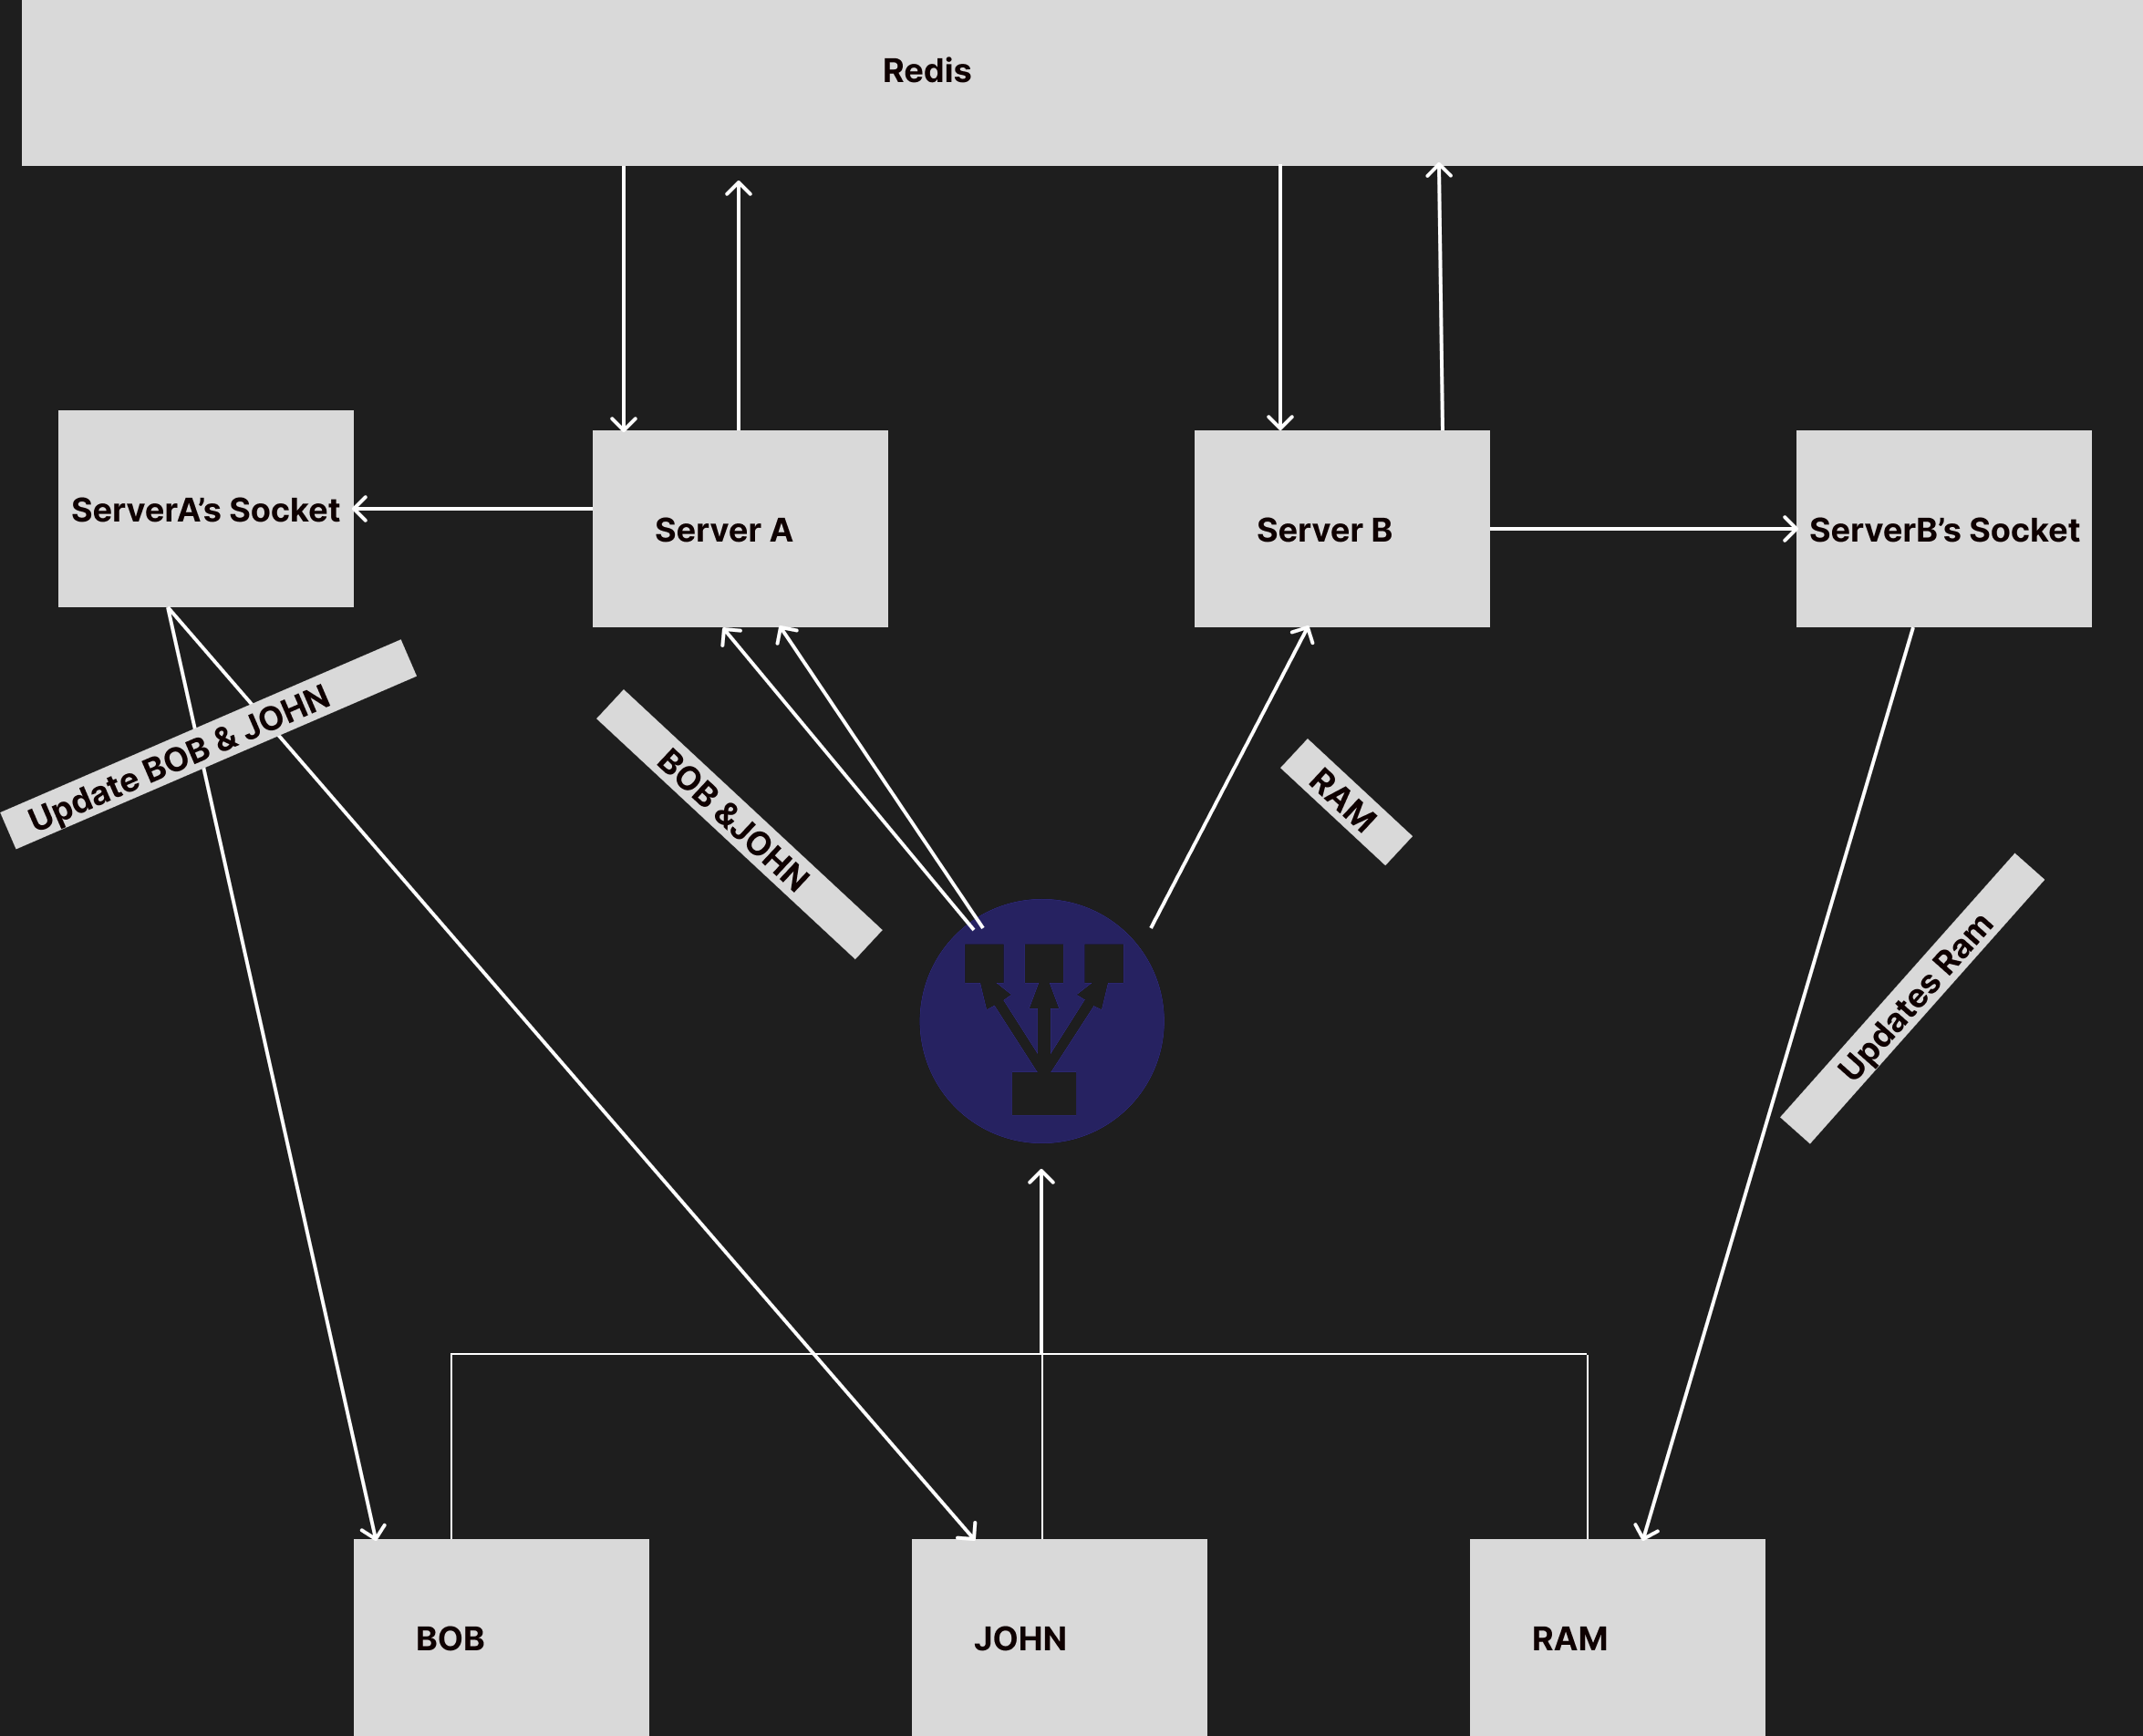 Redis
ServerA’s Socket
Server A
Server B
ServerB’s Socket
Update BOB & JOHN
BOB &JOHN
RAM
Updates Ram
BOB
JOHN
RAM